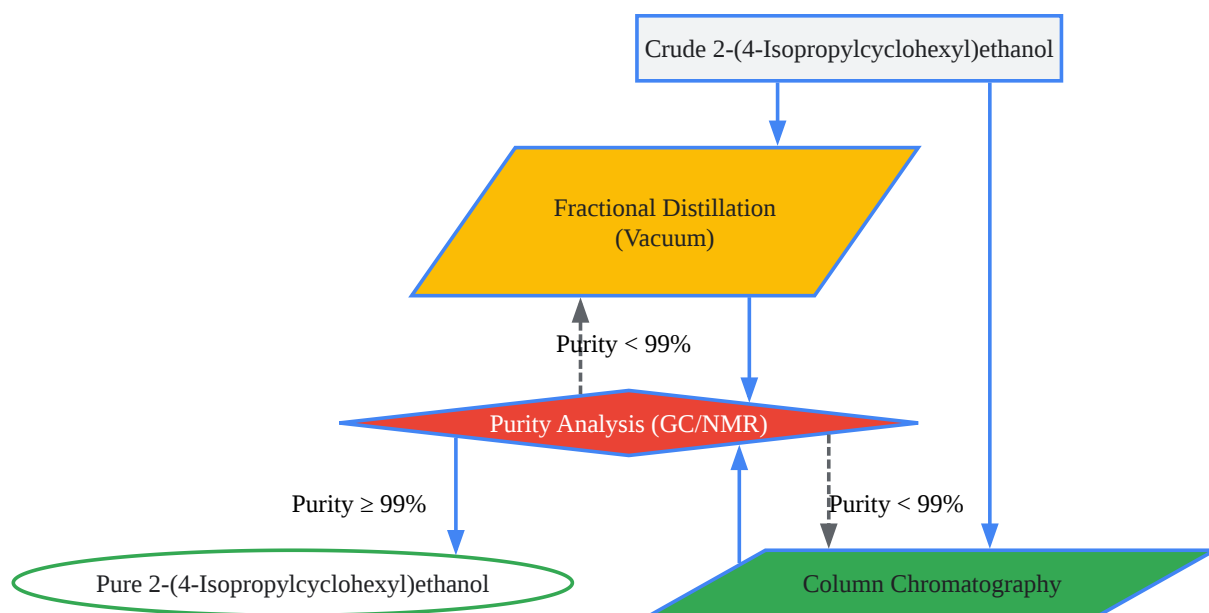 Crude 2-(4-Isopropylcyclohexyl)ethanol
Fractional Distillation
(Vacuum)
Purity < 99%
Purity Analysis (GC/NMR)
Purity ≥ 99%
Purity < 99%
Pure 2-(4-Isopropylcyclohexyl)ethanol
Column Chromatography